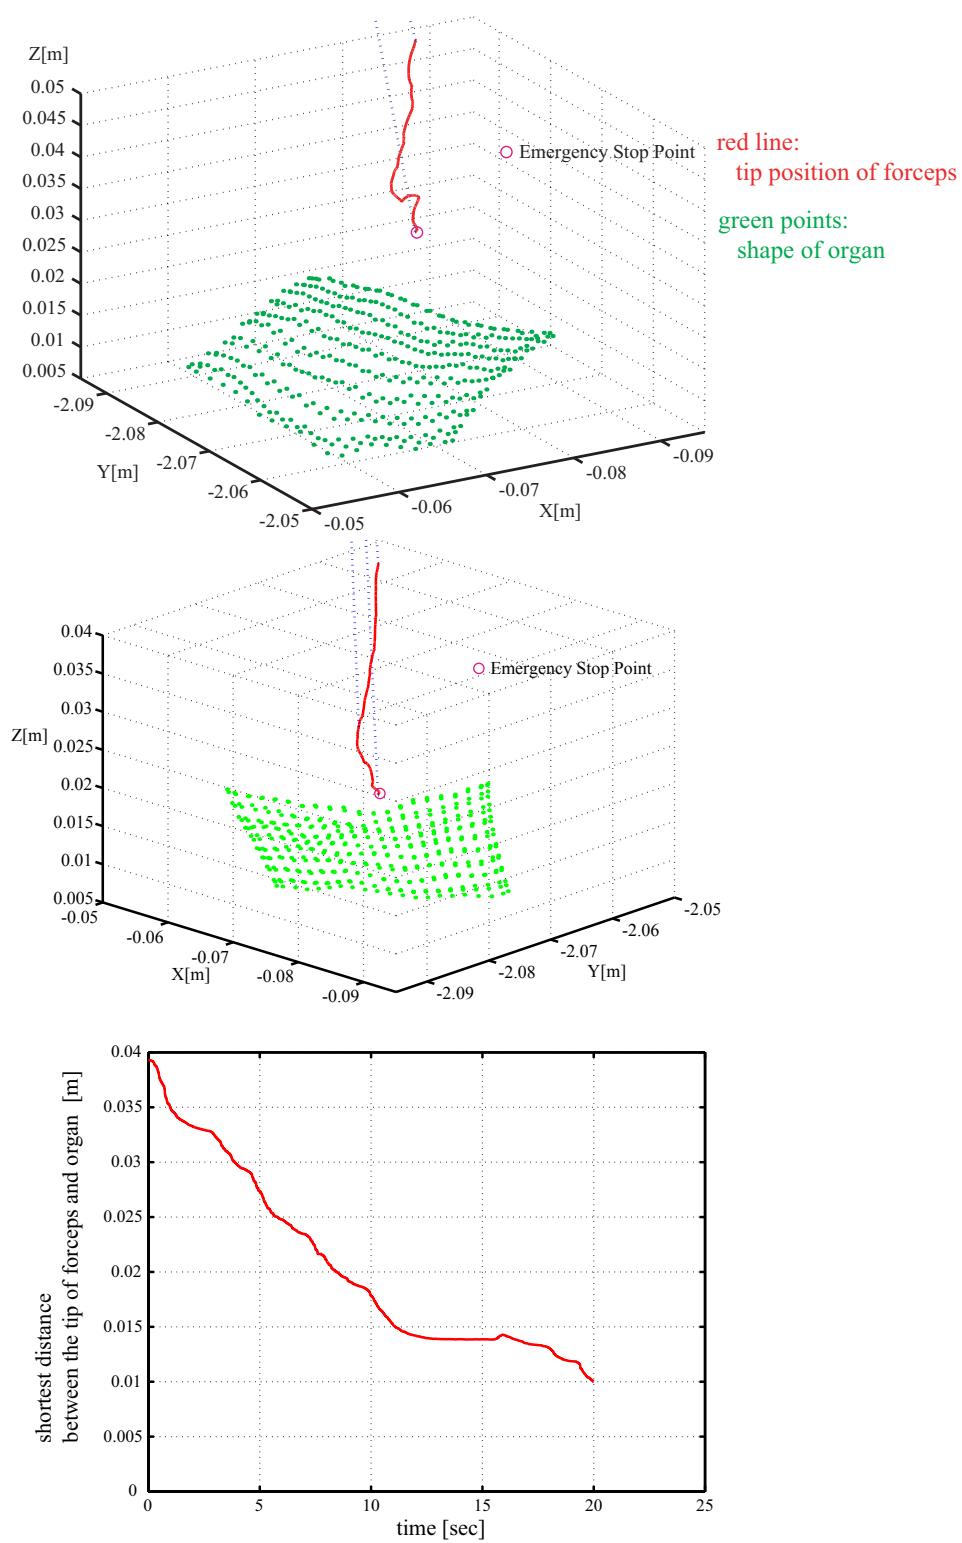 Z[m]
0.05
0.045
0.04
0.035
0.03
0.025
0.02
0.015
0.01
0.005
-2.09
-2.08
-2.07
-2.06
-2.05
Y[m]
-0.05
-0.06
-0.07
-0.08
-0.09
X[m]
Emergency Stop Point
red line:
tip position of forceps
green points:
shape of organ
0.04
0.035
0.03
0.025
0.02
0.015
0.01
0.005
Z[m]
-0.05
-0.06
-0.07
-0.08
-0.09
X[m]
-2.09
-2.08
-2.07
-2.06
-2.05
Y[m]
Emergency Stop Point
shortest distance
between the tip of forceps and organ [m]
0.04
0.035
0.03
0.025
0.02
0.015
0.01
0.005
0
0 5 10 15 20 25
time [sec]